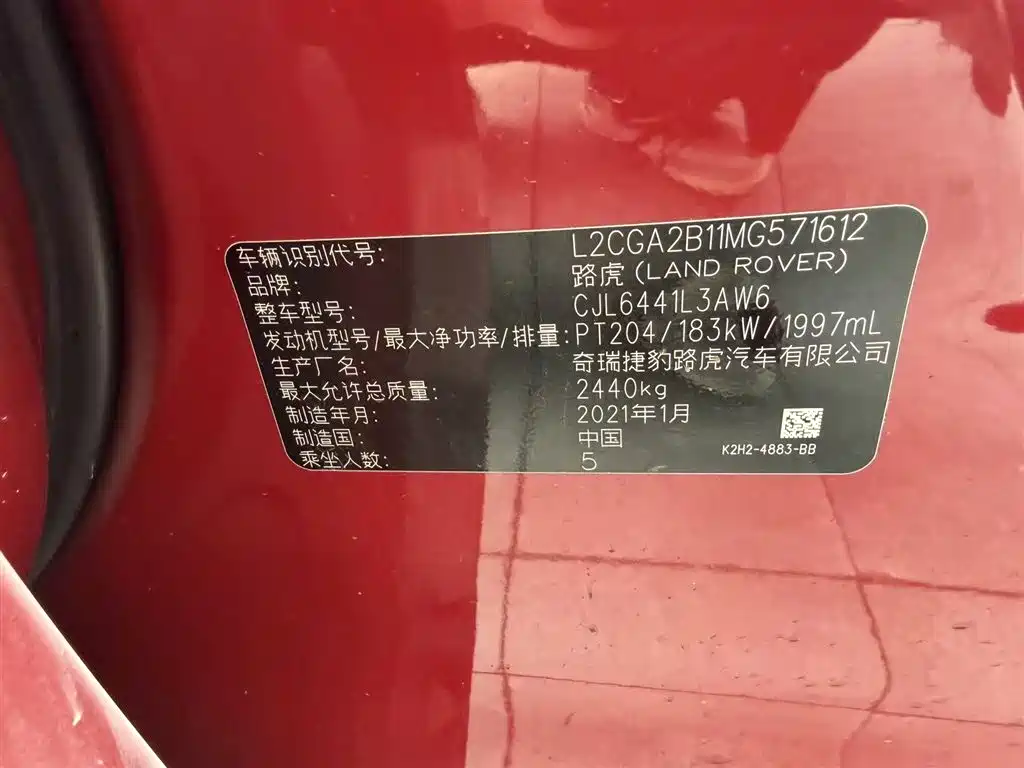 车辆识别代号: L2CGA2B11MG571612
品牌: 路虎(LAND ROVER)
整车型号: CJL6441L3AW6
发动机型号/最大净功率/排量: PT204/183kW/1997mL
生产厂名: 奇瑞捷豹路虎汽车有限公司
最大允许总质量: 2440kg
制造年月: 2021年1月
制造国: 中国
乘坐人数: 5
K2H2-4883-BB